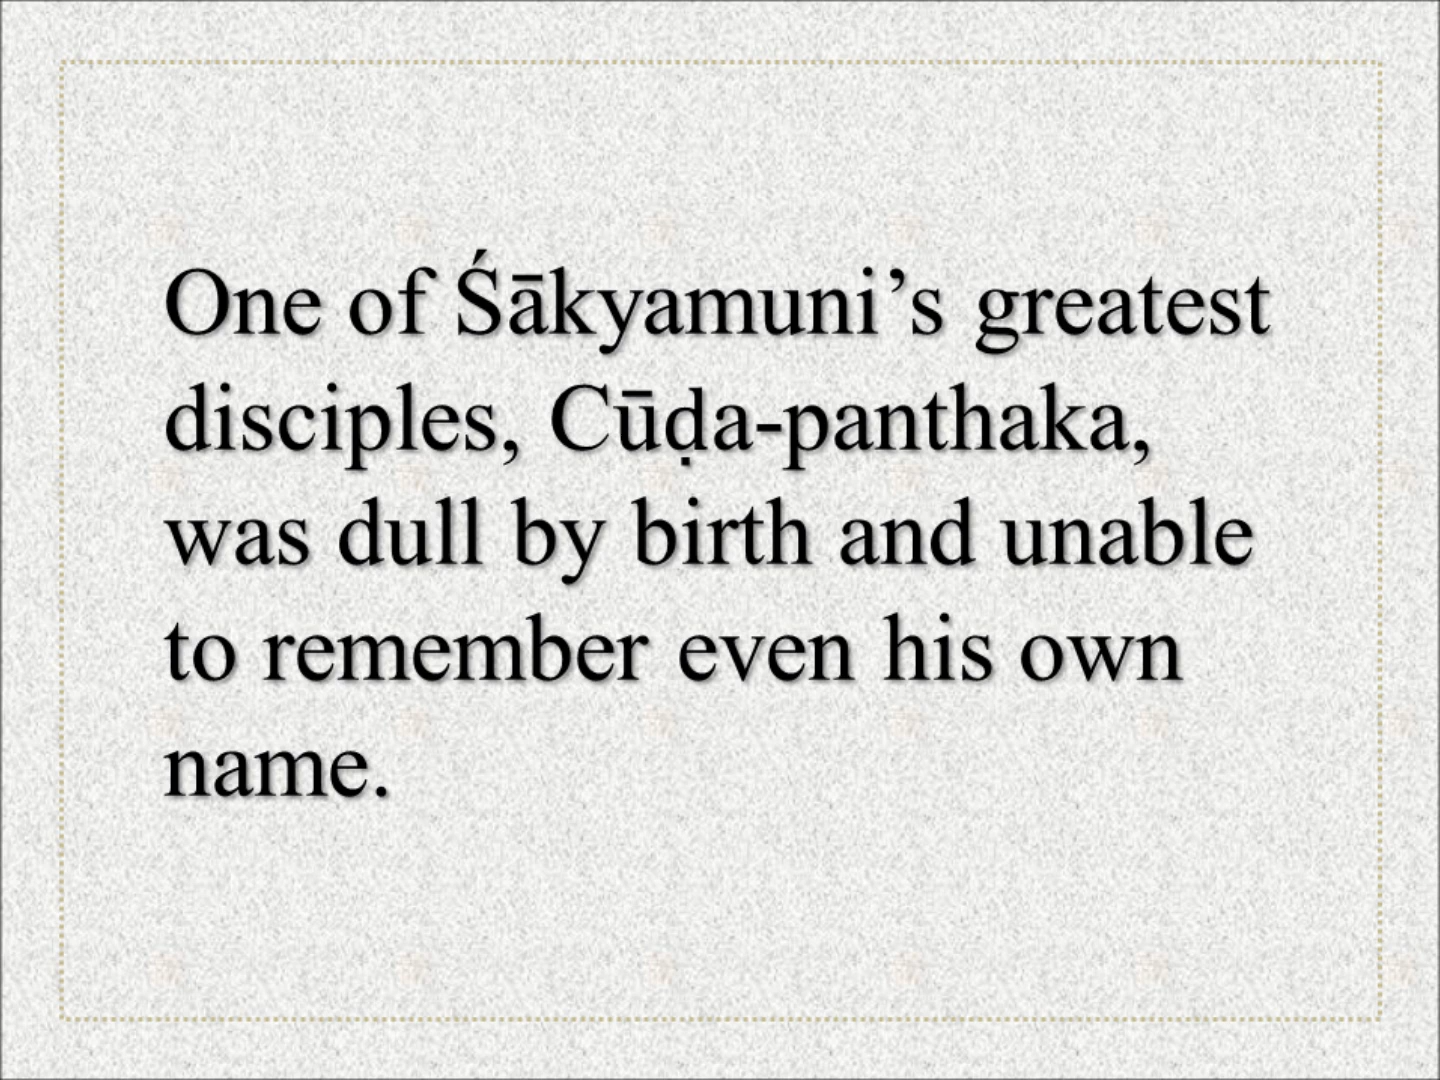 One of Śākyamuni’s greatest
disciples, Cūḍa-panthaka,
was dull by birth and unable
to remember even his own
name.